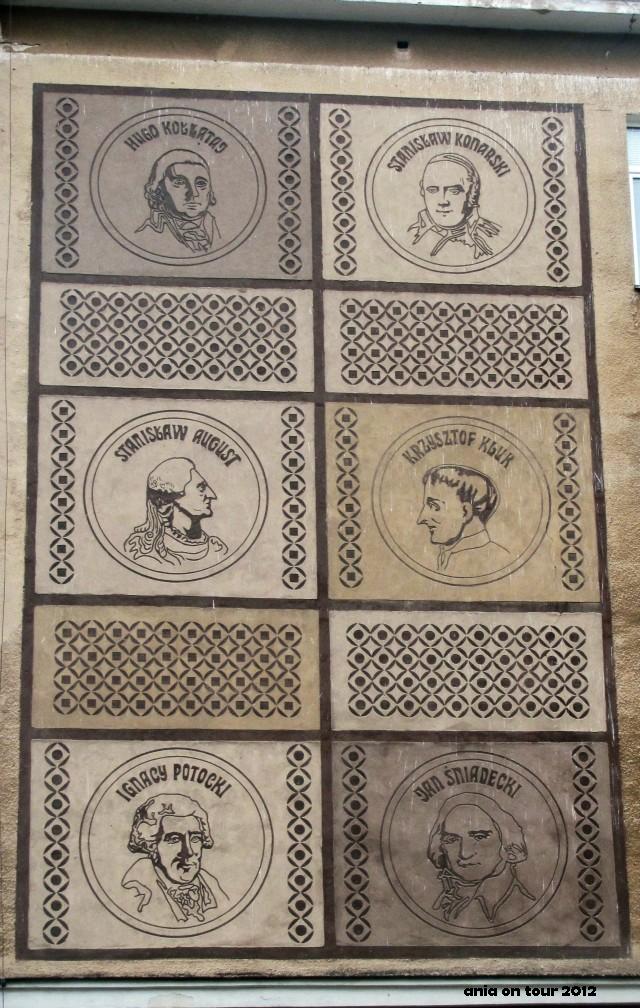 HUGO KOŁŁĄTAJ
STANISŁAW KONARSKI
STANISŁAW AUGUST
KRZYSZTOF KLUK
IGNACY POTOCKI
JAN ŚNIADECKI
ania on tour 2012